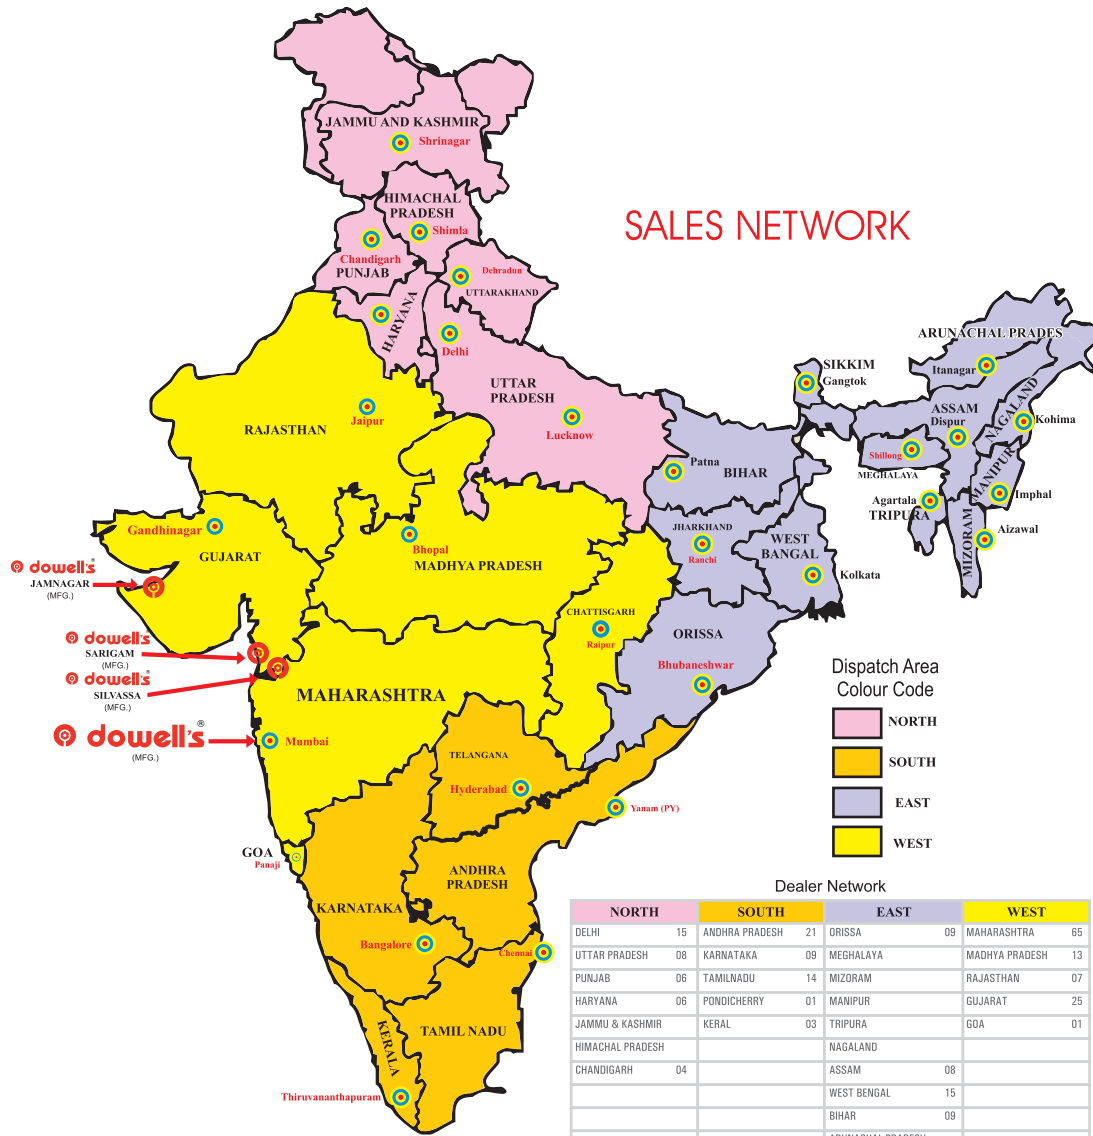 JAMMU AND KASHMIR
Shrinagar
HIMACHAL
PRADESH
Shimla
SALES NETWORK
Chandigarh
PUNJAB
Dehradun
UTTARAKHAND
HARYANA
Delhi
ARUNACHAL PRADES
SIKKIM
Gangtok
Itanagar
UTTAR
PRADESH
Lucknow
RAJASTHAN
Jaipur
ASSAM
Dispur
NAGALAND
Kohima
Shillong
MEGHALAYA
MANIPUR
Imphal
Patna
BIHAR
Agartala
TRIPURA
MIZORAM
Aizawal
Gandhinagar
GUJARAT
Bhopal
MADHYA PRADESH
JHARKHAND
Ranchi
WEST
BANGAL
Kolkata
dowell's®
JAMNAGAR
(MFG.)
CHATTISGARH
Raipur
ORISSA
Bhubaneshwar
dowell's®
SARIGAM
(MFG.)
dowell's®
SILVASSA
(MFG.)
MAHARASHTRA
dowell's®
(MFG.)
Mumbai
Dispatch Area
Colour Code
NORTH
SOUTH
EAST
WEST
TELANGANA
Hyderabad
Yanam (PY)
GOA
Panaji
ANDHRA
PRADESH
KARNATAKA
Bangalore
Chennai
KERALA
TAMIL NADU
Thiruvananthapuram
Dealer Network
NORTH SOUTH EAST WEST
DELHI 15 ANDHRA PRADESH 21 ORISSA 09 MAHARASHTRA 65
UTTAR PRADESH 08 KARNATAKA 09 MEGHALAYA MADHYA PRADESH 13
PUNJAB 06 TAMILNADU 14 MIZORAM RAJASTHAN 07
HARYANA 06 PONDICHERRY 01 MANIPUR GUJARAT 25
JAMMU & KASHMIR KERAL 03 TRIPURA GOA 01
HIMACHAL PRADESH NAGALAND
CHANDIGARH 04 ASSAM 08
WEST BENGAL 15
BIHAR 09
ARUNACHAL PRADESH